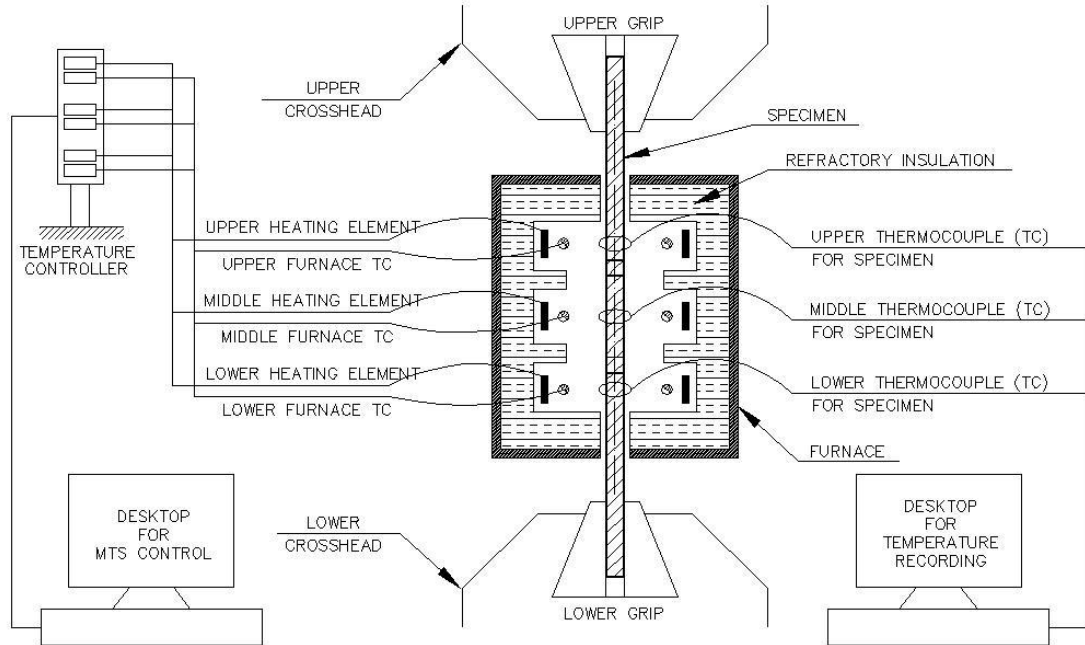 UPPER GRIP
UPPER
CROSSHEAD
SPECIMEN
REFRACTORY INSULATION
TEMPERATURE
CONTROLLER
UPPER HEATING ELEMENT
UPPER FURNACE TC
MIDDLE HEATING ELEMENT
MIDDLE FURNACE TC
LOWER HEATING ELEMENT
LOWER FURNACE TC
UPPER THERMOCOUPLE (TC)
FOR SPECIMEN
MIDDLE THERMOCOUPLE (TC)
FOR SPECIMEN
LOWER THERMOCOUPLE (TC)
FOR SPECIMEN
FURNACE
DESKTOP
FOR
MTS CONTROL
LOWER
CROSSHEAD
LOWER GRIP
DESKTOP
FOR
TEMPERATURE
RECORDING